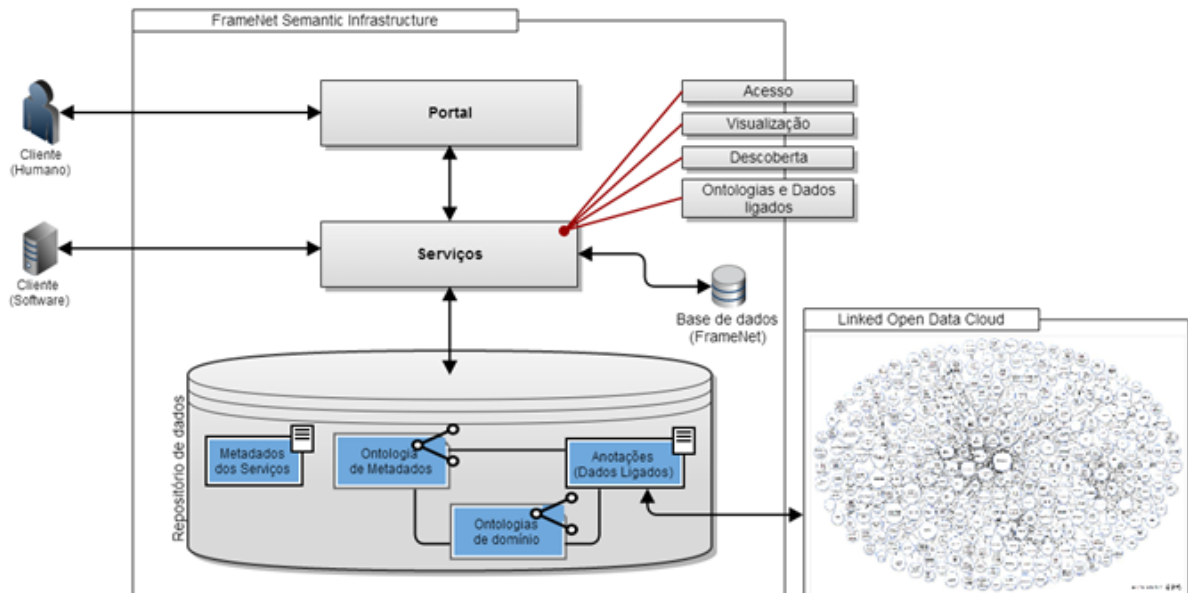 FrameNet Semantic Infrastructure
Cliente
(Humano)
Portal
Acesso
Visualização
Descoberta
Ontologias e Dados
ligados
Cliente
(Software)
Serviços
Base de dados
(FrameNet)
Linked Open Data Cloud
Repositório de dados
Metadados
dos Serviços
Ontologia
de Metadados
Anotações
(Dados Ligados)
Ontologias
de domínio